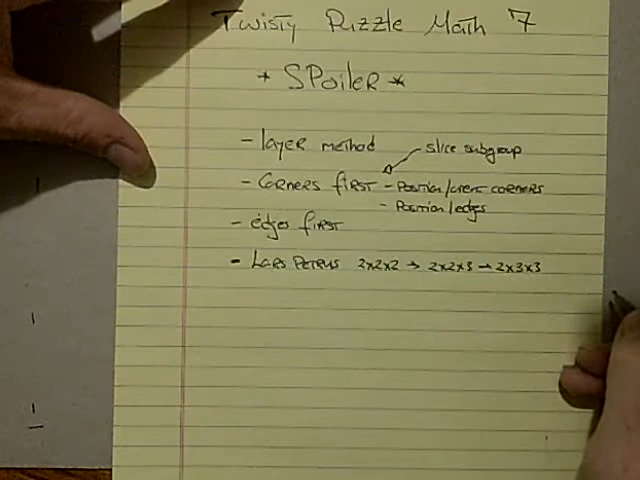 Twisty Puzzle Math 7
* SPoileR *
- layer method
slice subgroup
- Corners first - Position/orient corners
- Position/edges
- edges first
- Lars Petrus 2x2x2 → 2x2x3 → 2x3x3